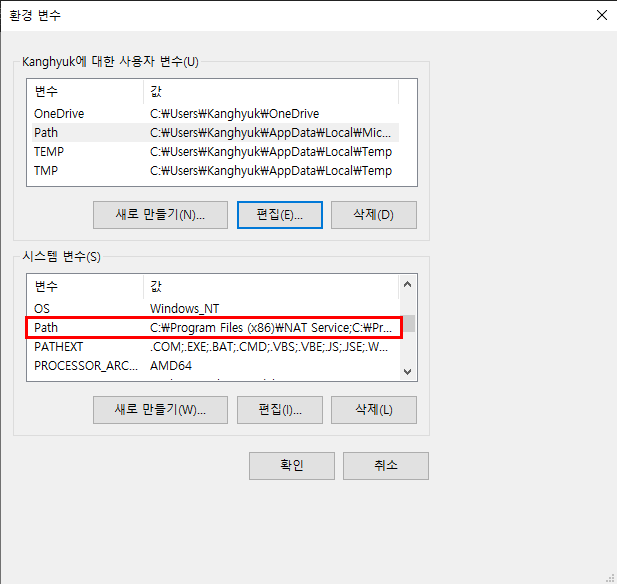 환경 변수
Kanghyuk에 대한 사용자 변수(U)
변수 값
OneDrive C:₩Users₩Kanghyuk₩OneDrive
Path C:₩Users₩Kanghyuk₩AppData₩Local₩Mic...
TEMP C:₩Users₩Kanghyuk₩AppData₩Local₩Temp
TMP C:₩Users₩Kanghyuk₩AppData₩Local₩Temp
새로 만들기(N)... 편집(E)... 삭제(D)
시스템 변수(S)
변수 값
OS Windows_NT
Path C:₩Program Files (x86)₩NAT Service;C:₩Pr...
PATHEXT .COM;.EXE;.BAT;.CMD;.VBS;.VBE;.JS;.JSE;.W...
PROCESSOR_ARC... AMD64
새로 만들기(W)... 편집(I)... 삭제(L)
확인 취소